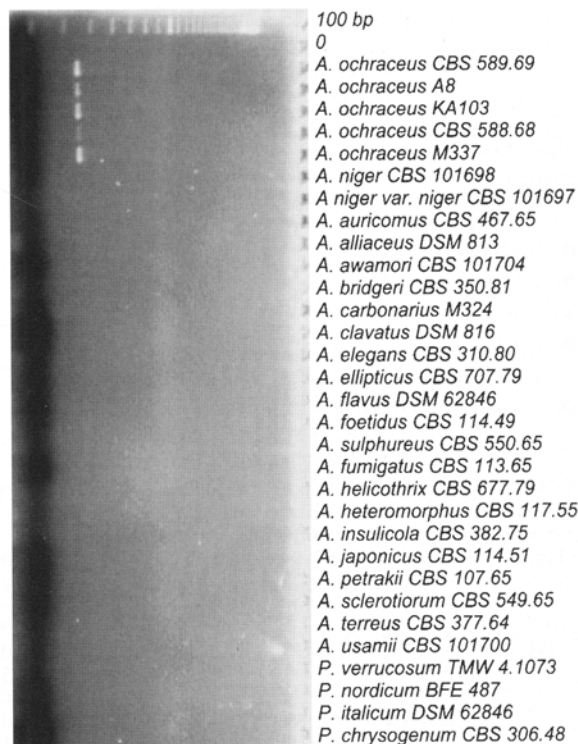 100 bp
0
A. ochraceus CBS 589.69
A. ochraceus A8
A. ochraceus KA103
A. ochraceus CBS 588.68
A. ochraceus M337
A. niger CBS 101698
A niger var. niger CBS 101697
A. auricomus CBS 467.65
A. alliaceus DSM 813
A. awamori CBS 101704
A. bridgeri CBS 350.81
A. carbonarius M324
A. clavatus DSM 816
A. elegans CBS 310.80
A. ellipticus CBS 707.79
A. flavus DSM 62846
A. foetidus CBS 114.49
A. sulphureus CBS 550.65
A. fumigatus CBS 113.65
A. helicothrix CBS 677.79
A. heteromorphus CBS 117.55
A. insulicola CBS 382.75
A. japonicus CBS 114.51
A. petrakii CBS 107.65
A. sclerotiorum CBS 549.65
A. terreus CBS 377.64
A. usamii CBS 101700
P. verrucosum TMW 4.1073
P. nordicum BFE 487
P. italicum DSM 62846
P. chrysogenum CBS 306.48